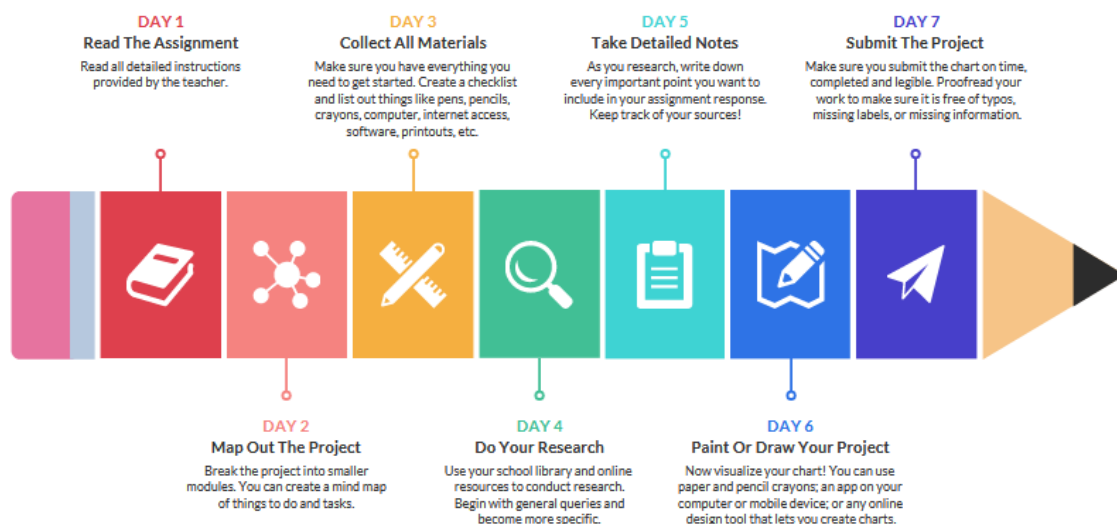 DAY 1
Read The Assignment
Read all detailed instructions
provided by the teacher.
DAY 2
Map Out The Project
Break the project into smaller
modules. You can create a mind map
of things to do and tasks.
DAY 3
Collect All Materials
Make sure you have everything you
need to get started. Create a checklist
and list out things like pens, pencils,
crayons, computer, internet access,
software, printouts, etc.
DAY 4
Do Your Research
Use your school library and online
resources to conduct research.
Begin with general queries and
become more specific.
DAY 5
Take Detailed Notes
As you research, write down
every important point you want to
include in your assignment response.
Keep track of your sources!
DAY 6
Paint Or Draw Your Project
Now visualize your chart! You can use
paper and pencil crayons; an app on your
computer or mobile device; or any online
design tool that lets you create charts.
DAY 7
Submit The Project
Make sure you submit the chart on time,
completed and legible. Proofread your
work to make sure it is free of typos,
missing labels, or missing information.